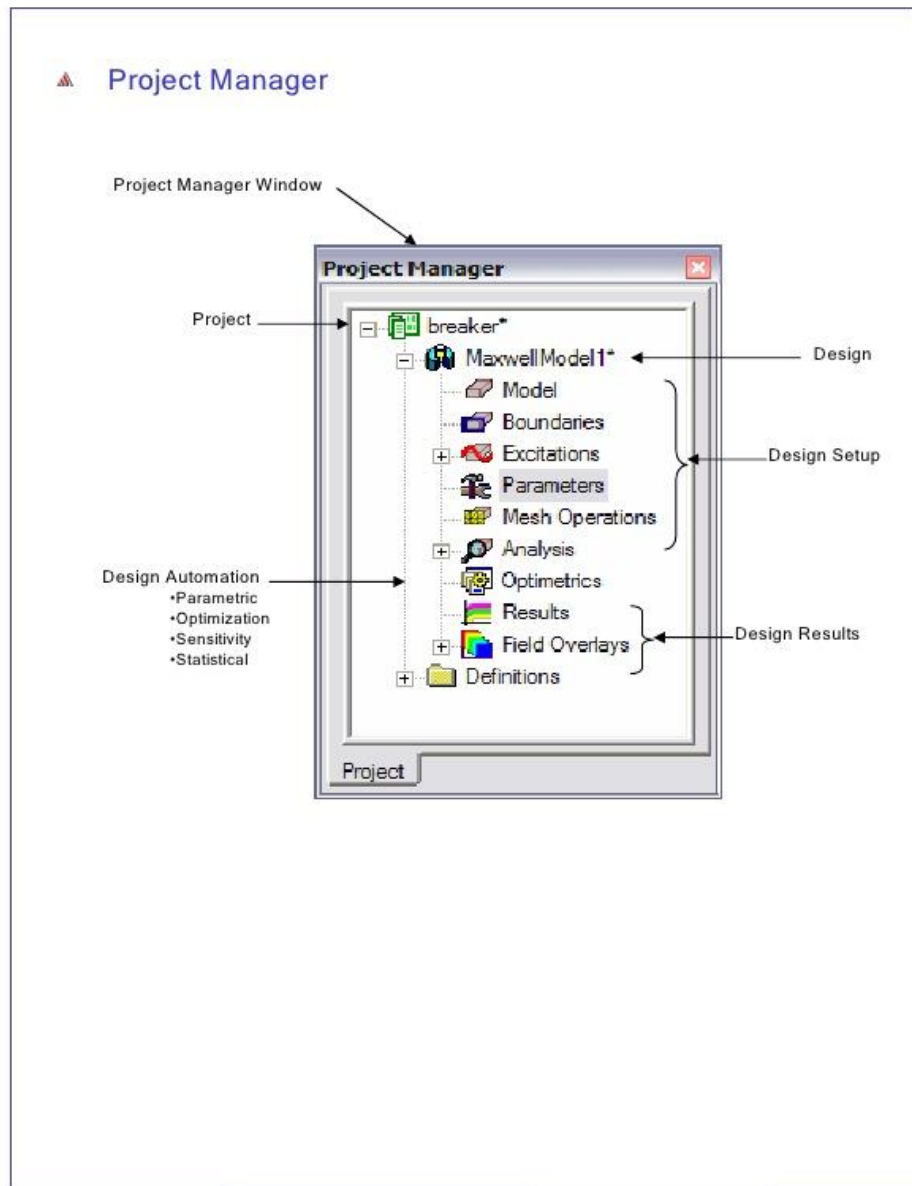 Project Manager
Project Manager Window
Project Manager
Project
breaker*
MaxwellModel1*
Design
Model
Boundaries
Excitations
Design Setup
Parameters
Mesh Operations
Analysis
Design Automation
•Parametric
•Optimization
•Sensitivity
•Statistical
Optimetrics
Results
Design Results
Field Overlays
Definitions
Project